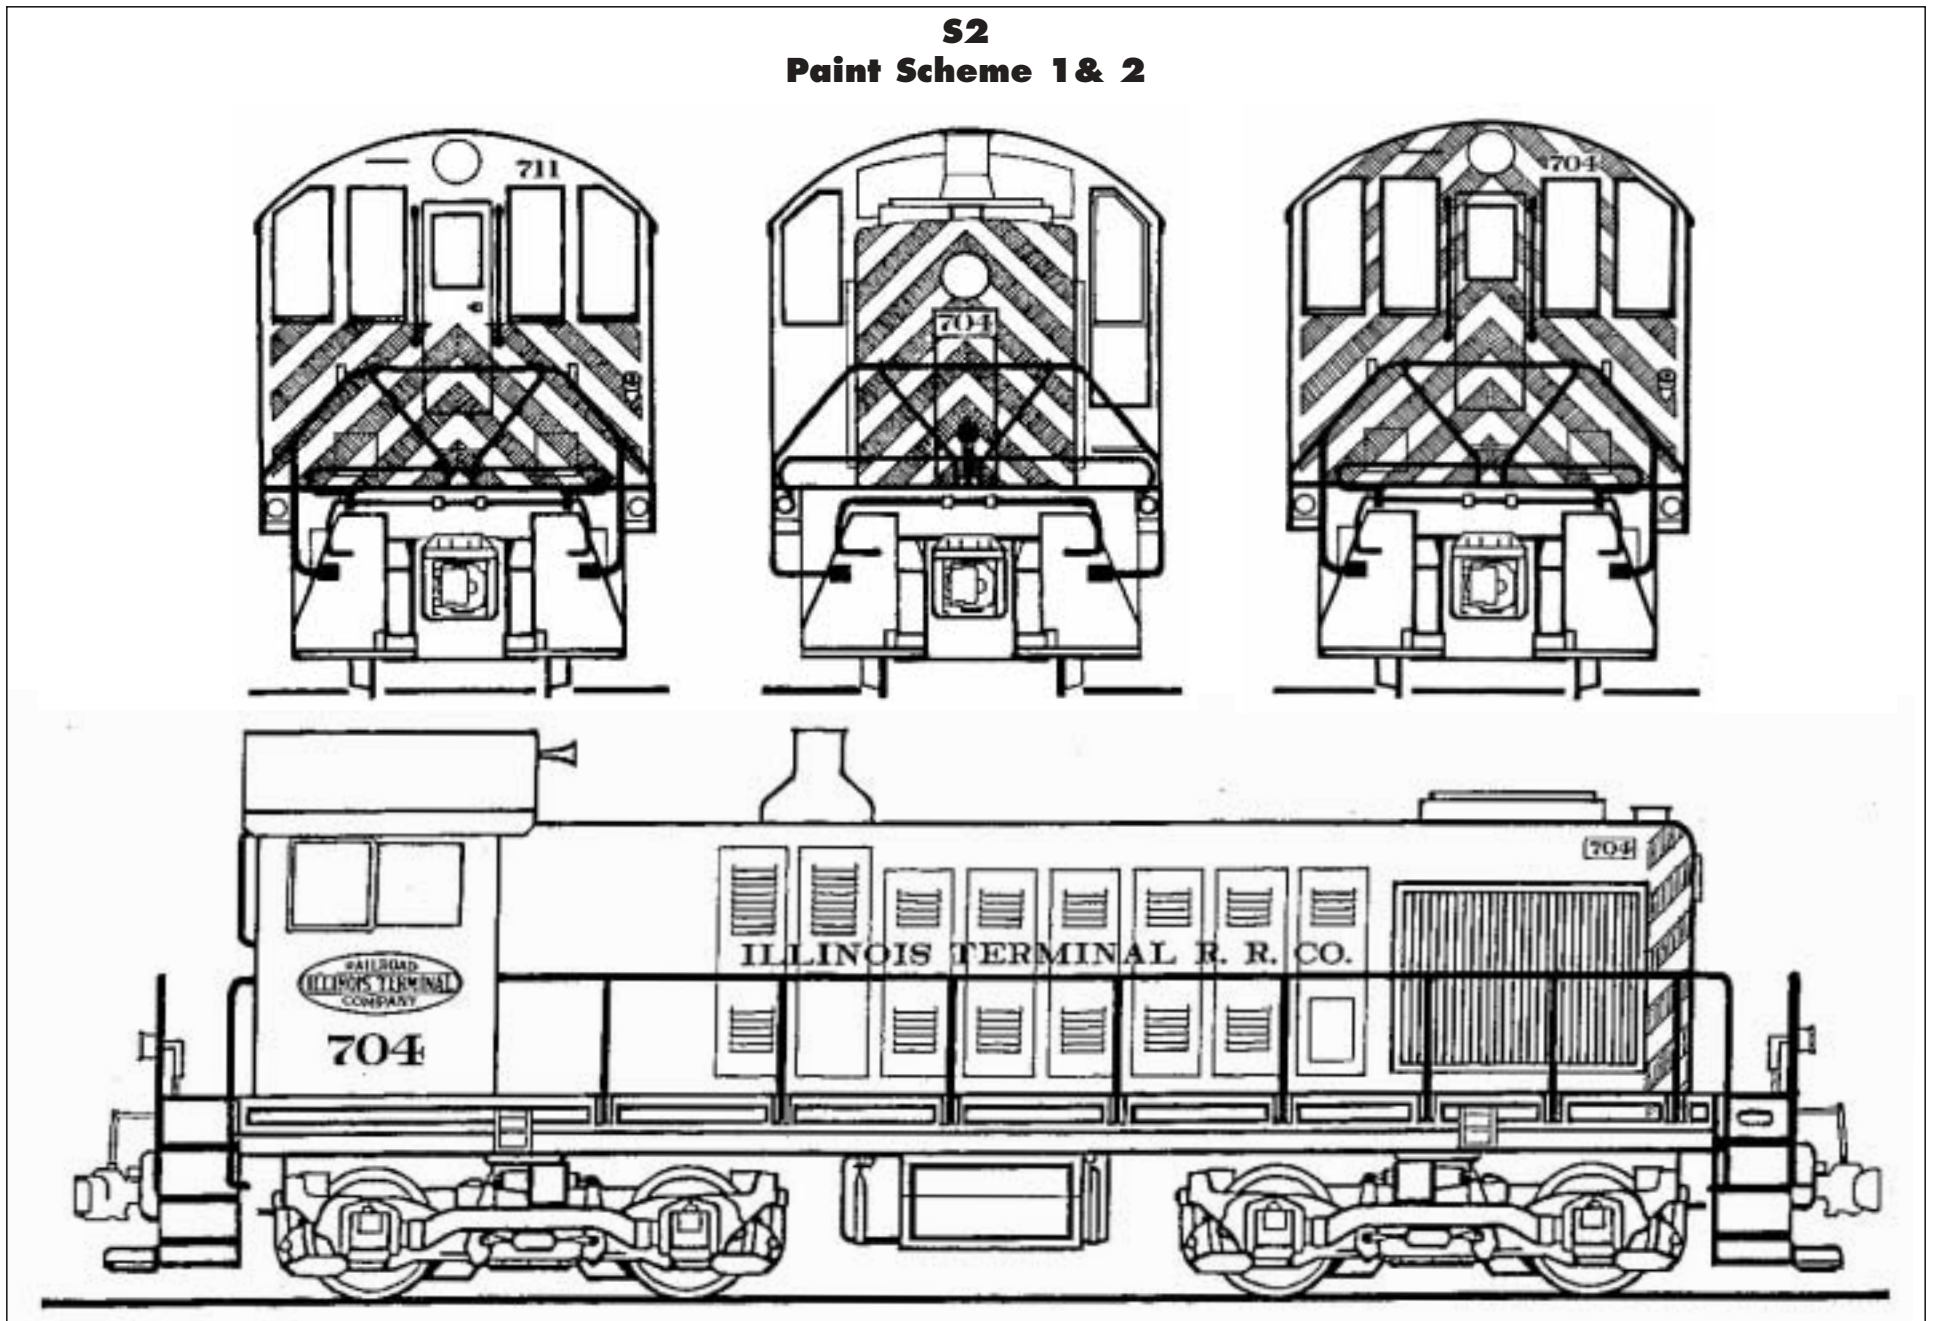 S2
Paint Scheme 1& 2
711
704
704
704
ILLINOIS TERMINAL R. R. CO.
RAILROAD
ILLINOIS TERMINAL
COMPANY
704